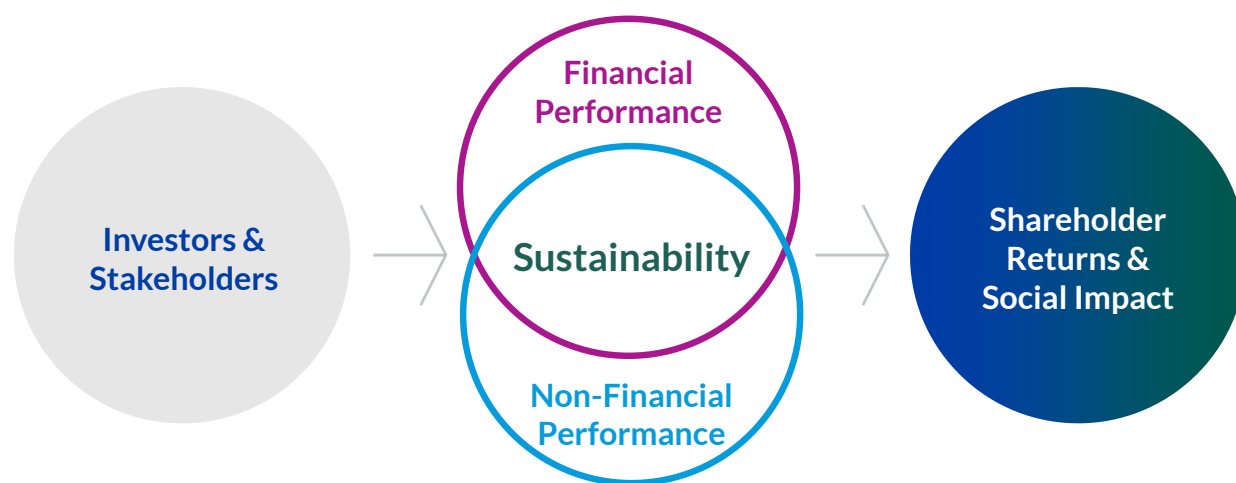 Investors &
Stakeholders
Financial
Performance
Sustainability
Non-Financial
Performance
Shareholder
Returns &
Social Impact